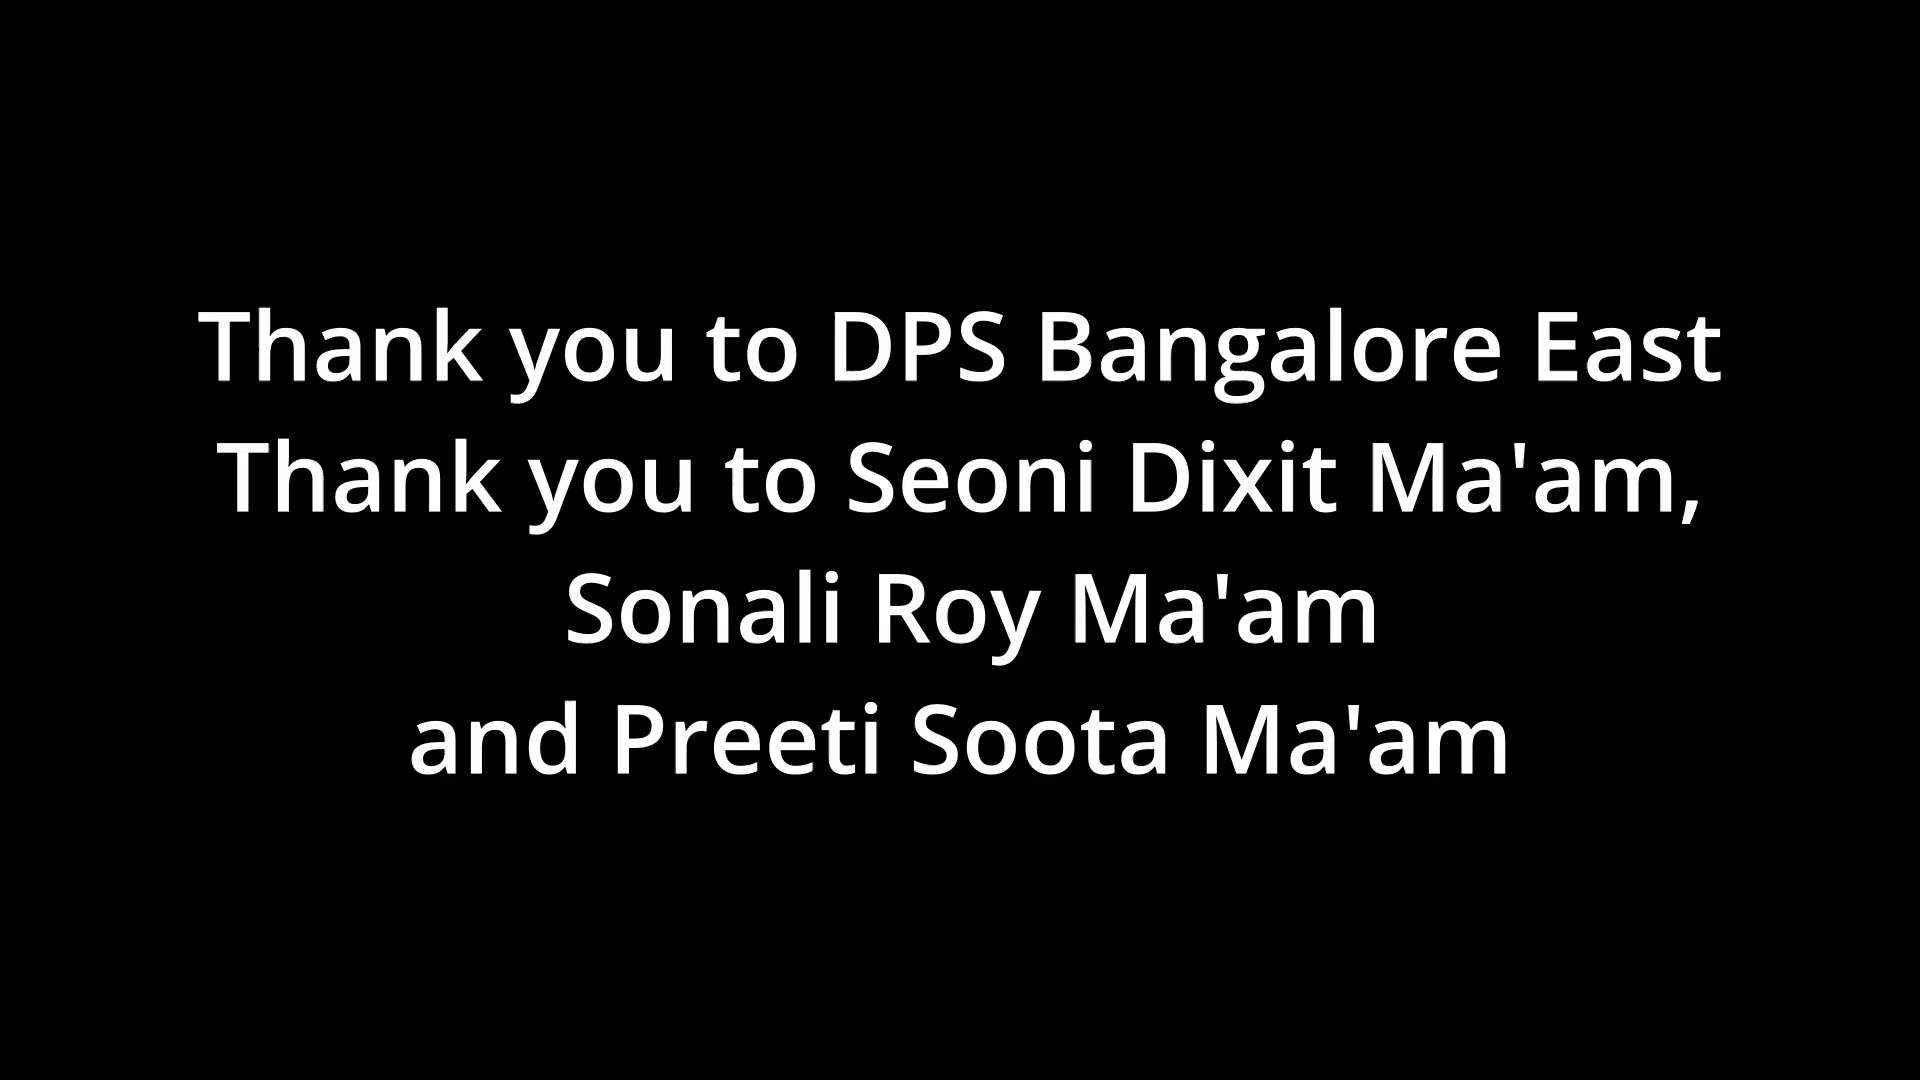 Thank you to DPS Bangalore East
Thank you to Seoni Dixit Ma'am,
Sonali Roy Ma'am
and Preeti Soota Ma'am